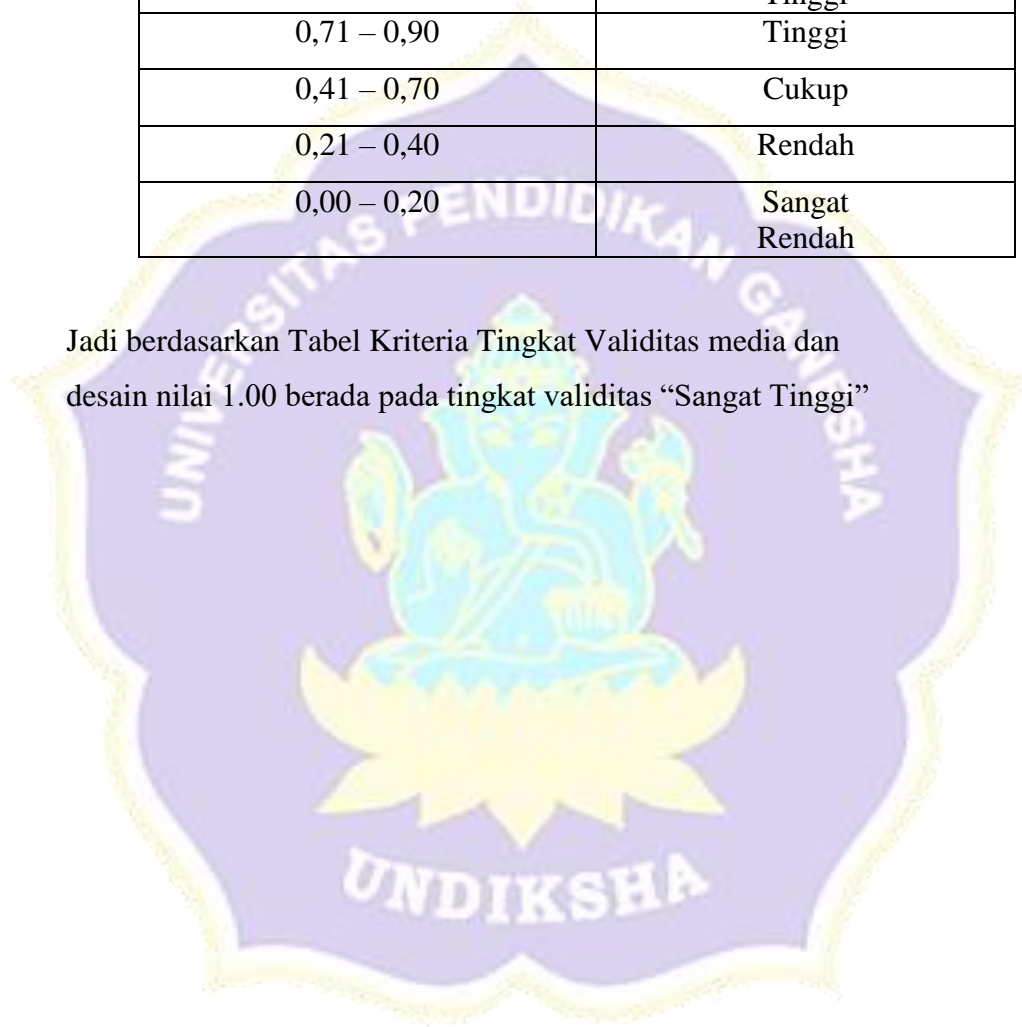 Tinggi
0,71 – 0,90 Tinggi
0,41 – 0,70 Cukup
0,21 – 0,40 Rendah
0,00 – 0,20 Sangat
Rendah
UNIVERSITAS PENDIDIKAN GANESHA
Jadi berdasarkan Tabel Kriteria Tingkat Validitas media dan
desain nilai 1.00 berada pada tingkat validitas “Sangat Tinggi”
UNDIKSHA